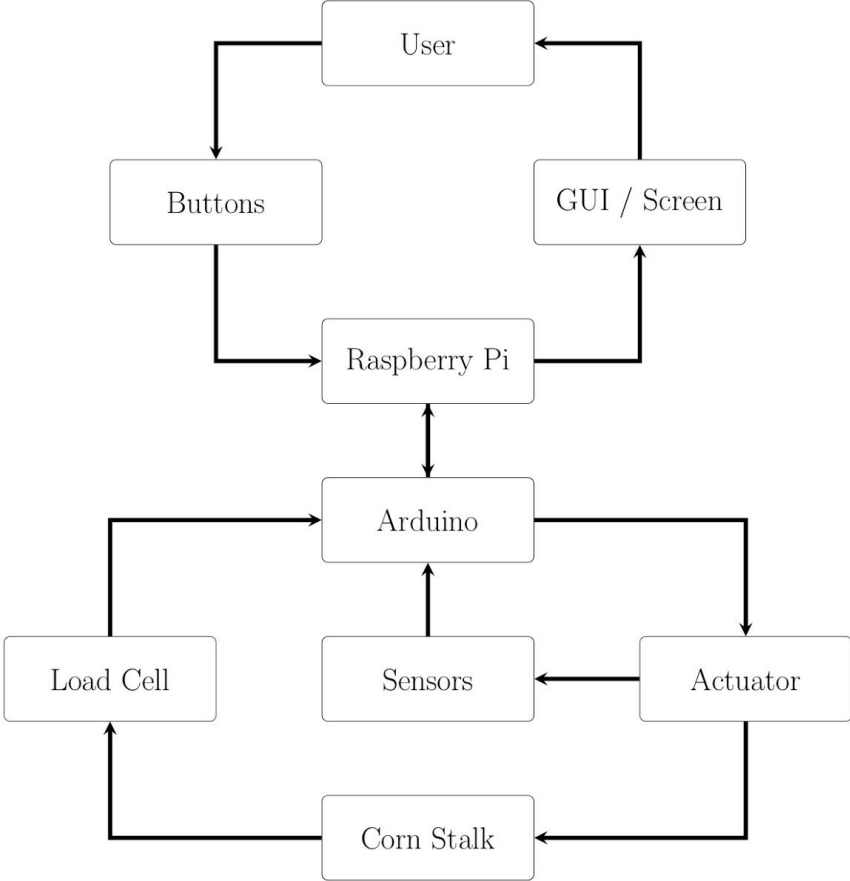 User
Buttons
GUI / Screen
Raspberry Pi
Arduino
Load Cell
Sensors
Actuator
Corn Stalk